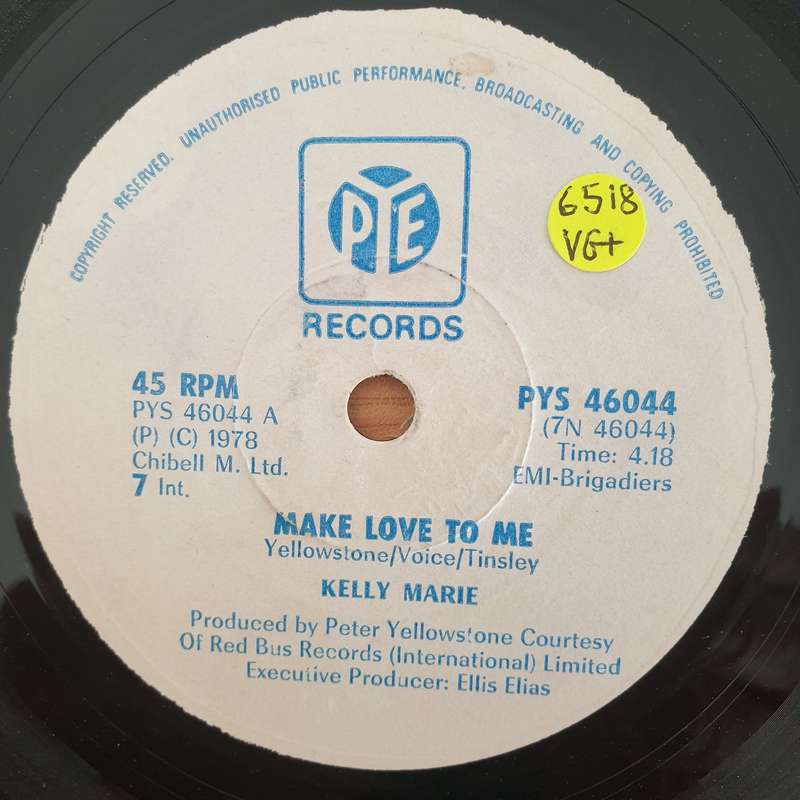 COPYRIGHT RESERVED. UNAUTHORISED PUBLIC PERFORMANCE, BROADCASTING AND COPYING PROHIBITED
PYE
RECORDS
6518
VG+
45 RPM
PYS 46044 A
(P) (C) 1978
Chibell M. Ltd.
7 Int.
PYS 46044
(7N 46044)
Time: 4.18
EMI-Brigadiers
MAKE LOVE TO ME
Yellowstone/Voice/Tinsley
KELLY MARIE
Produced by Peter Yellowstone Courtesy
Of Red Bus Records (International) Limited
Executive Producer: Ellis Elias